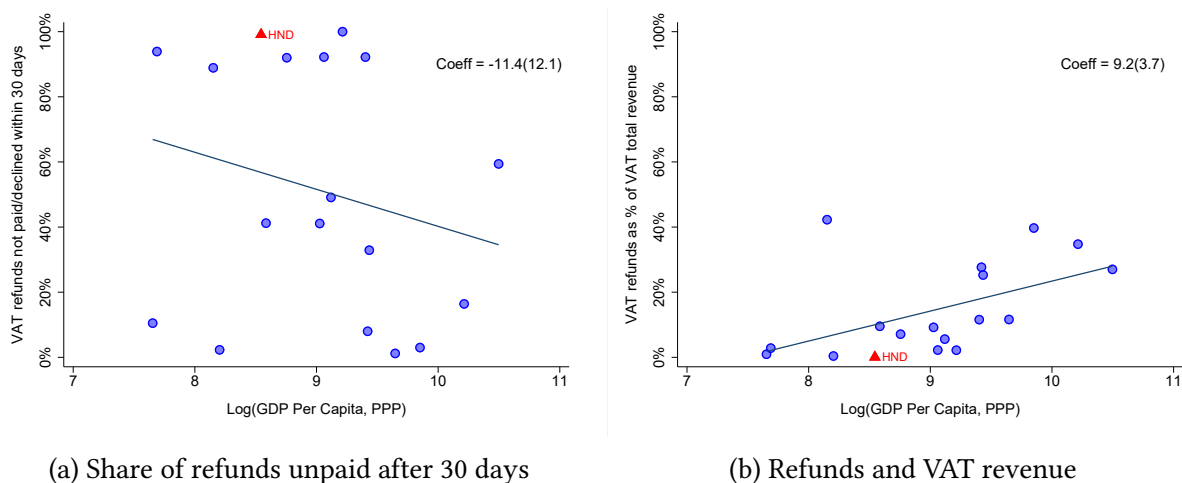 VAT refunds not paid/declined within 30 days
100%
80%
60%
40%
20%
0%
HND
Coeff = -11.4(12.1)
7
8
9
10
11
Log(GDP Per Capita, PPP)
(a) Share of refunds unpaid after 30 days
VAT refunds as % of VAT total revenue
100%
80%
60%
40%
20%
0%
Coeff = 9.2(3.7)
HND
7
8
9
10
11
Log(GDP Per Capita, PPP)
(b) Refunds and VAT revenue